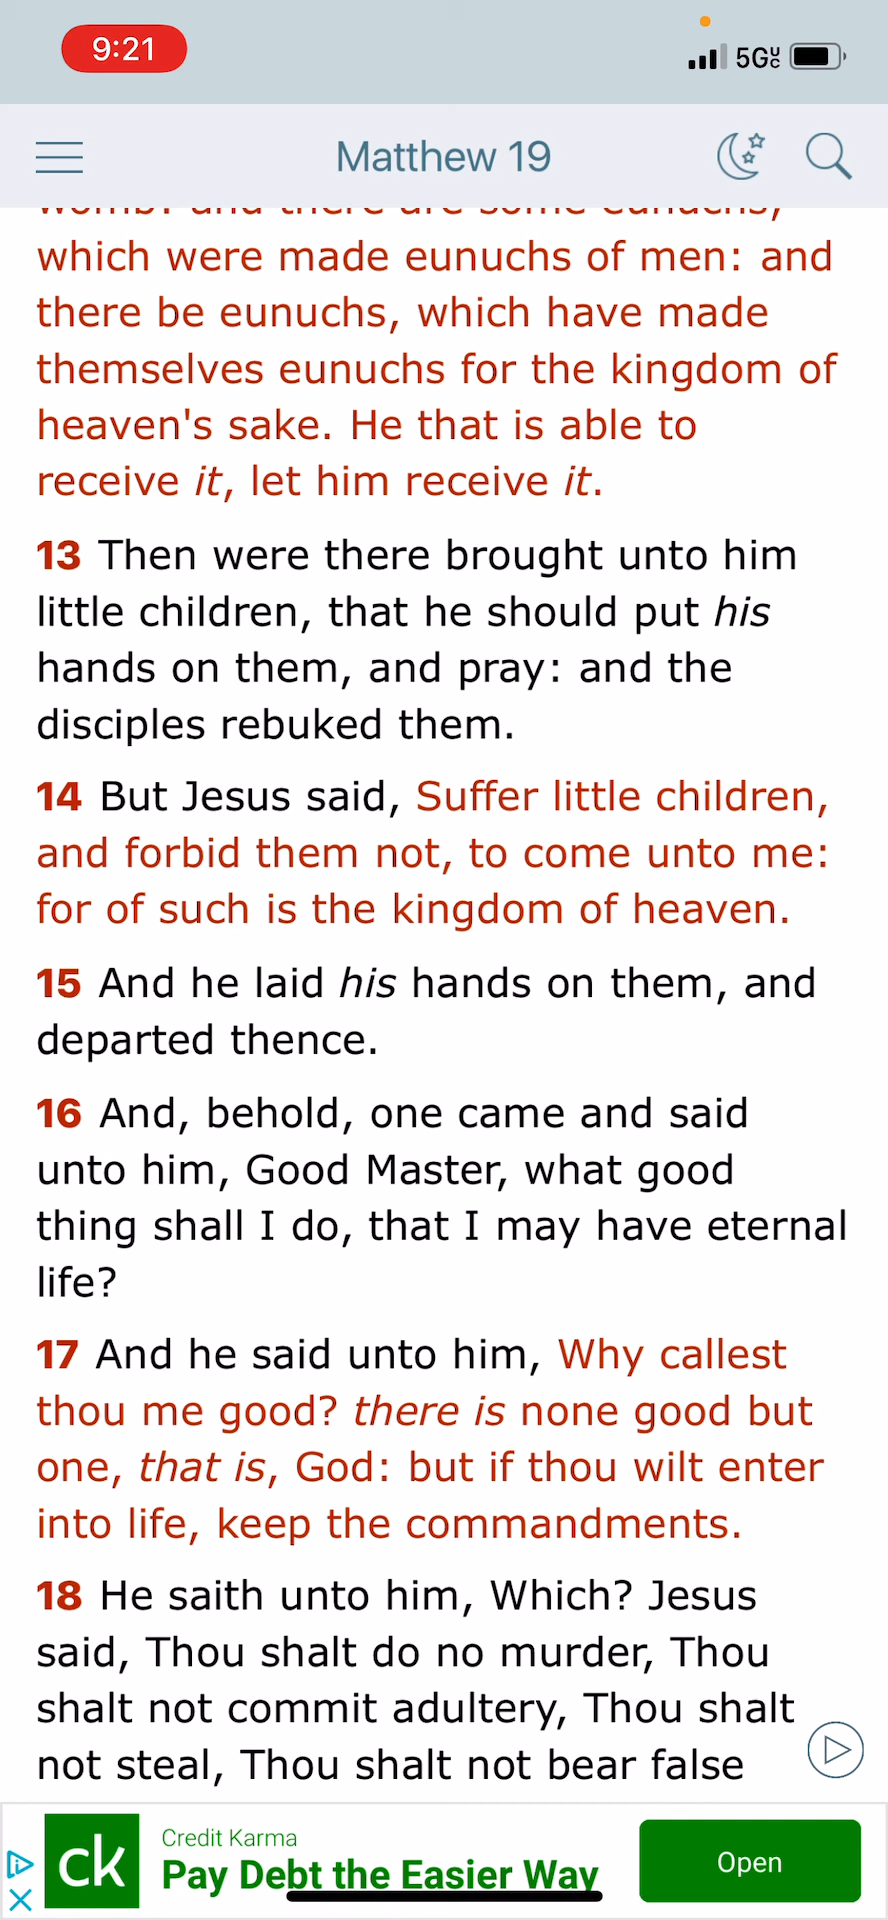 9:21
5G
Matthew 19
womb: and there are some eunuchs,
which were made eunuchs of men: and
there be eunuchs, which have made
themselves eunuchs for the kingdom of
heaven's sake. He that is able to
receive it, let him receive it.
13 Then were there brought unto him
little children, that he should put his
hands on them, and pray: and the
disciples rebuked them.
14 But Jesus said, Suffer little children,
and forbid them not, to come unto me:
for of such is the kingdom of heaven.
15 And he laid his hands on them, and
departed thence.
16 And, behold, one came and said
unto him, Good Master, what good
thing shall I do, that I may have eternal
life?
17 And he said unto him, Why callest
thou me good? there is none good but
one, that is, God: but if thou wilt enter
into life, keep the commandments.
18 He saith unto him, Which? Jesus
said, Thou shalt do no murder, Thou
shalt not commit adultery, Thou shalt
not steal, Thou shalt not bear false
ck
Credit Karma
Pay Debt the Easier Way
Open